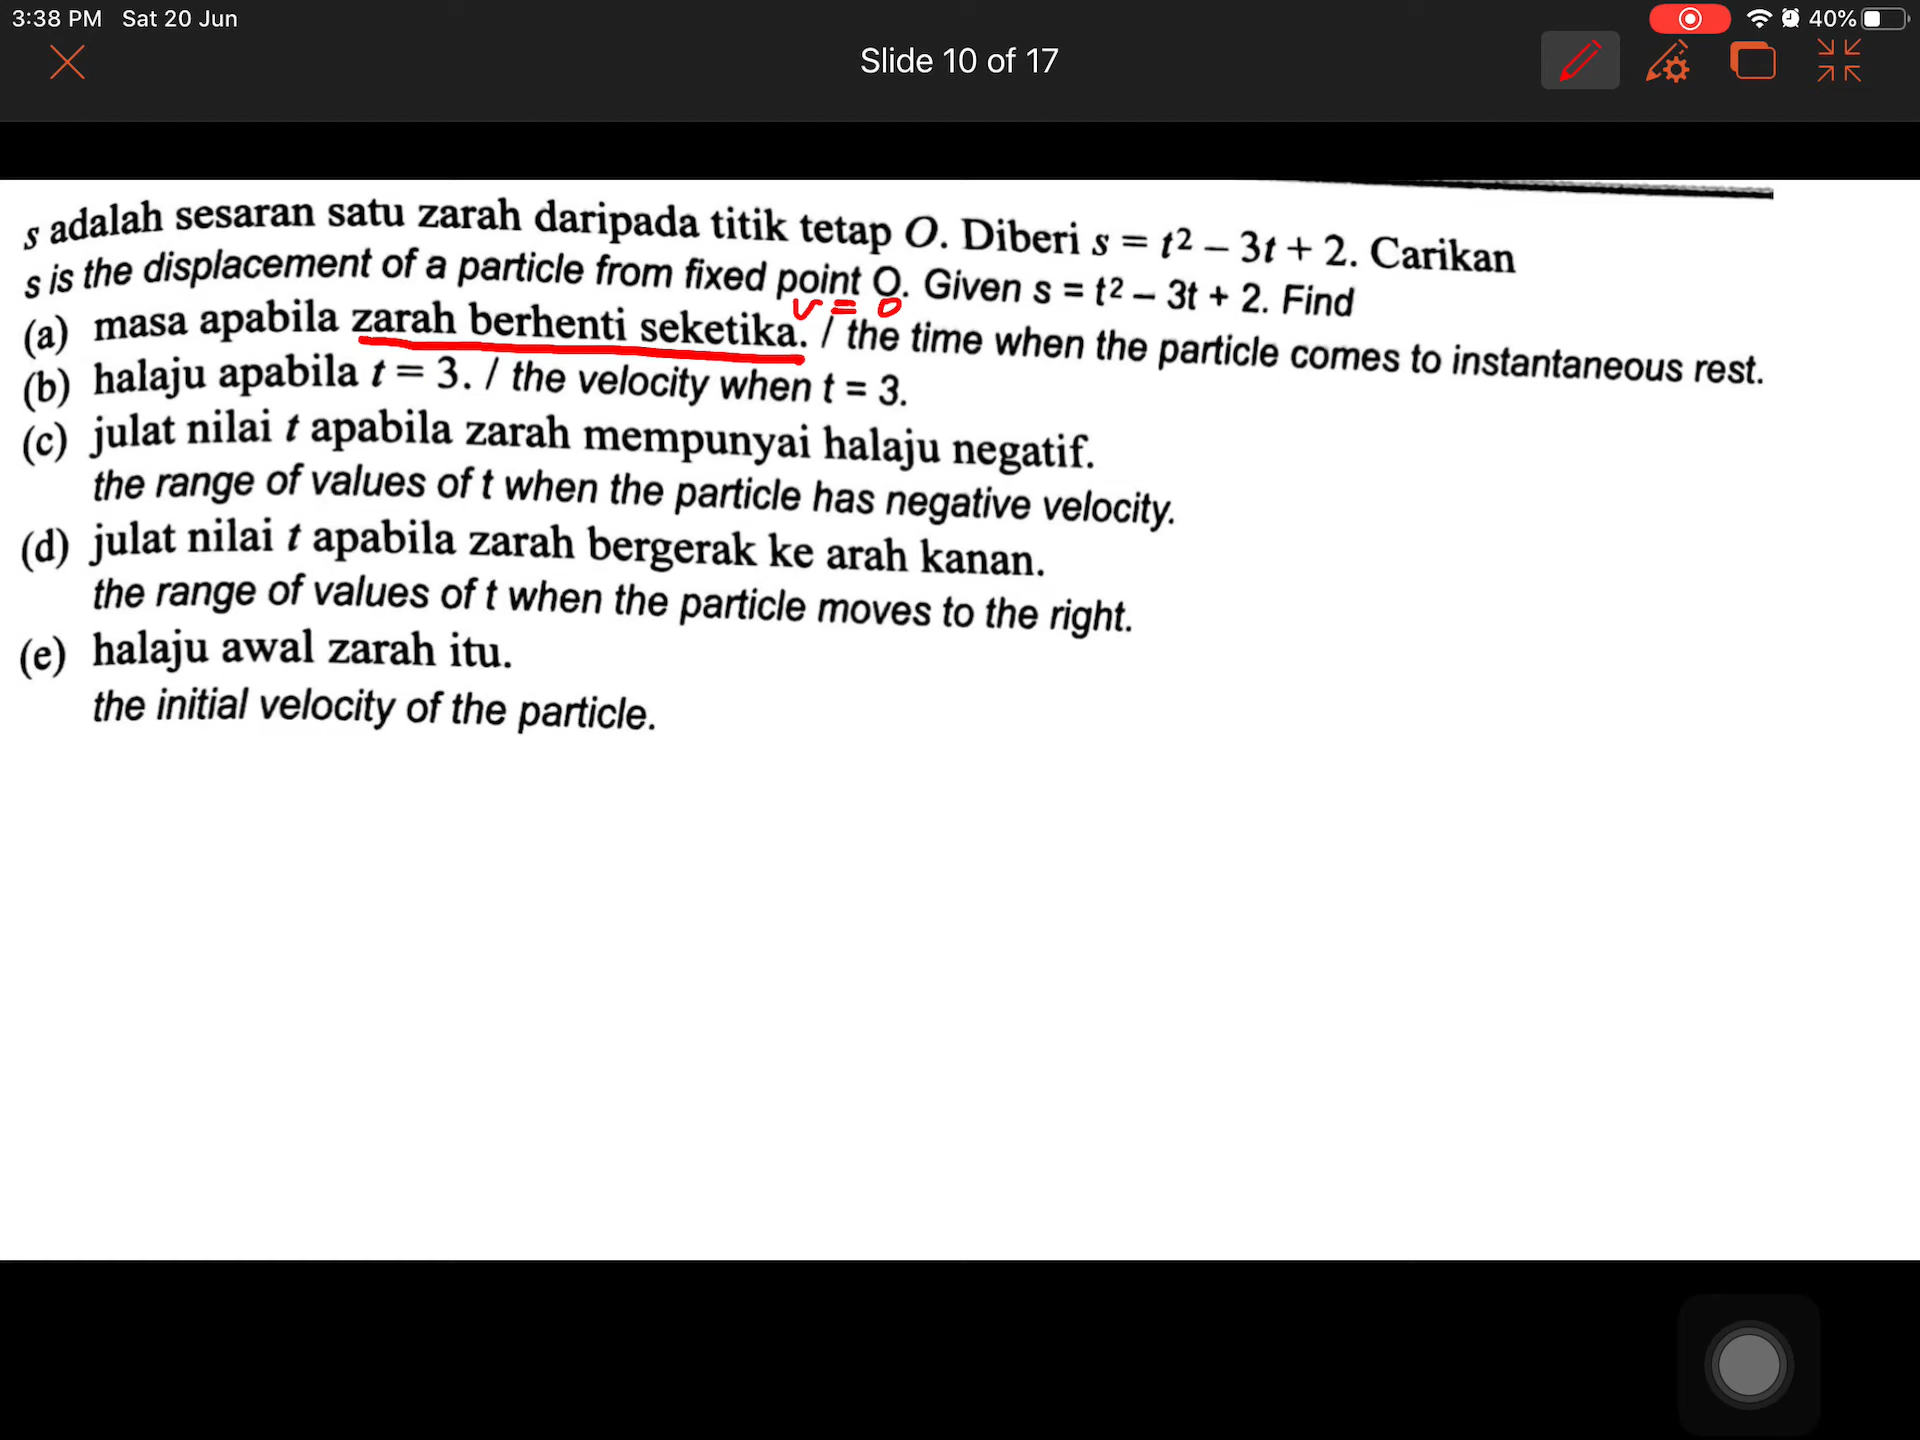 3:38 PM Sat 20 Jun
40%
Slide 10 of 17
s adalah sesaran satu zarah daripada titik tetap O. Diberi s = t² – 3t + 2. Carikan
s is the displacement of a particle from fixed point O. Given s = t² – 3t + 2. Find
v = 0
(a) masa apabila zarah berhenti seketika. / the time when the particle comes to instantaneous rest.
(b) halaju apabila t = 3. / the velocity when t = 3.
(c) julat nilai t apabila zarah mempunyai halaju negatif.
the range of values of t when the particle has negative velocity.
(d) julat nilai t apabila zarah bergerak ke arah kanan.
the range of values of t when the particle moves to the right.
(e) halaju awal zarah itu.
the initial velocity of the particle.